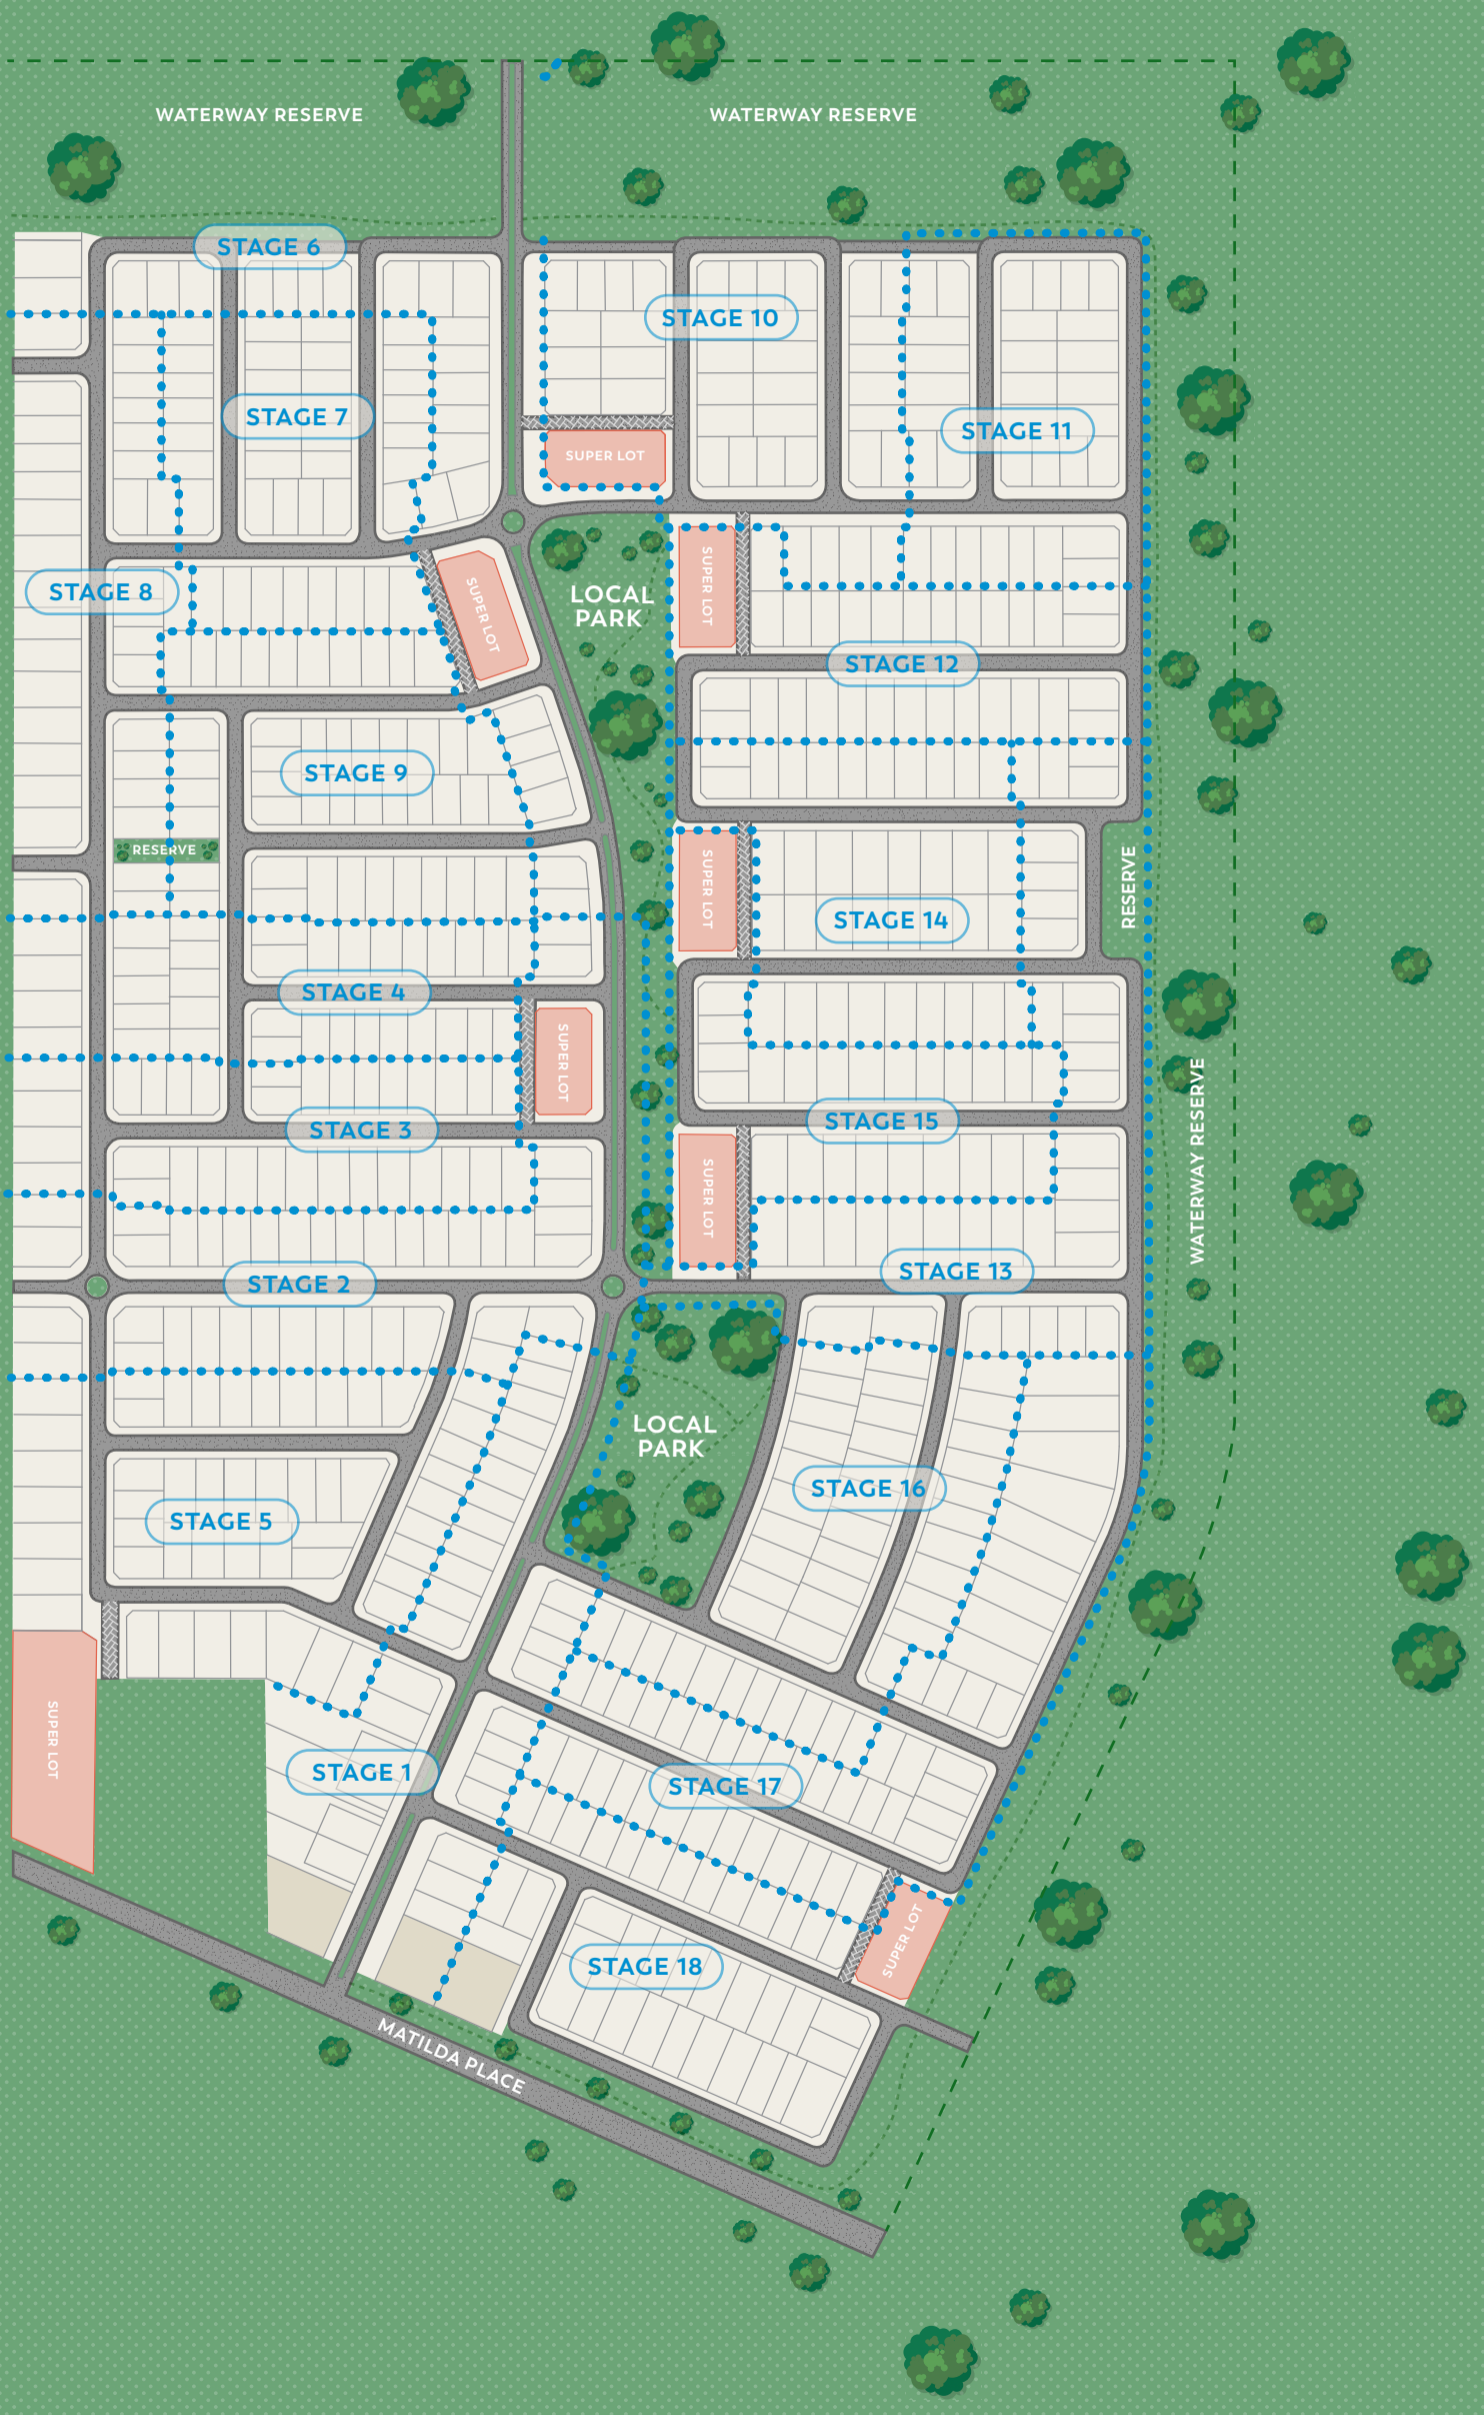 WATERWAY RESERVE
WATERWAY RESERVE
STAGE 6
STAGE 10
STAGE 7
STAGE 11
SUPER LOT
SUPER LOT
SUPER LOT
STAGE 8
LOCAL
PARK
STAGE 12
STAGE 9
RESERVE
SUPER LOT
RESERVE
STAGE 14
STAGE 4
SUPER LOT
STAGE 3
STAGE 15
WATERWAY RESERVE
SUPER LOT
STAGE 13
STAGE 2
LOCAL
PARK
STAGE 16
STAGE 5
SUPER LOT
STAGE 1
STAGE 17
SUPER LOT
STAGE 18
MATILDA PLACE